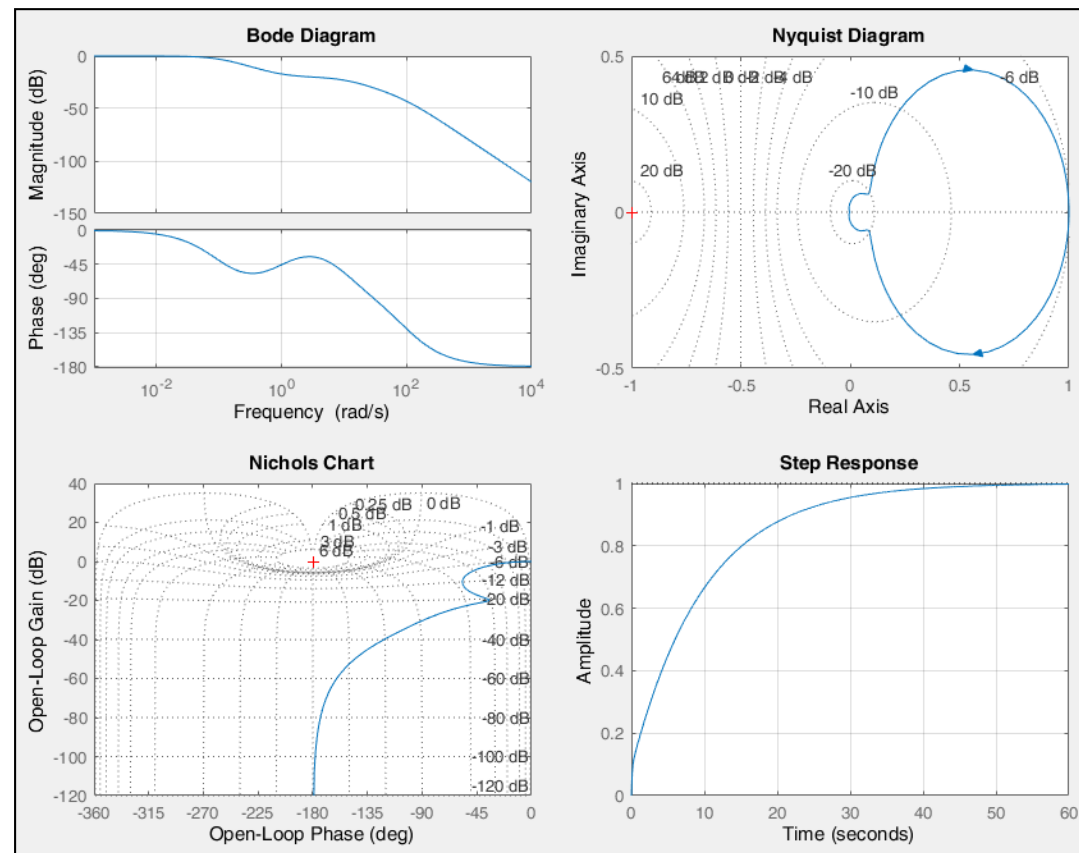 Bode Diagram
Magnitude (dB)
0
-50
-100
-150
Phase (deg)
0
-45
-90
-135
-180
10^-2 10^0 10^2 10^4
Frequency (rad/s)
Nyquist Diagram
Imaginary Axis
0.5
0
-0.5
-6 dB
10 dB
-10 dB
20 dB
-20 dB
-1 -0.5 0 0.5 1
Real Axis
Nichols Chart
Open-Loop Gain (dB)
40
20
0
-20
-40
-60
-80
-100
-120
0.25 dB
0 dB
0.5 dB
1 dB
-1 dB
3 dB
-3 dB
6 dB
-6 dB
-12 dB
-20 dB
-40 dB
-60 dB
-80 dB
-100 dB
-120 dB
-360 -315 -270 -225 -180 -135 -90 -45 0
Open-Loop Phase (deg)
Step Response
Amplitude
1
0.8
0.6
0.4
0.2
0
0 10 20 30 40 50 60
Time (seconds)